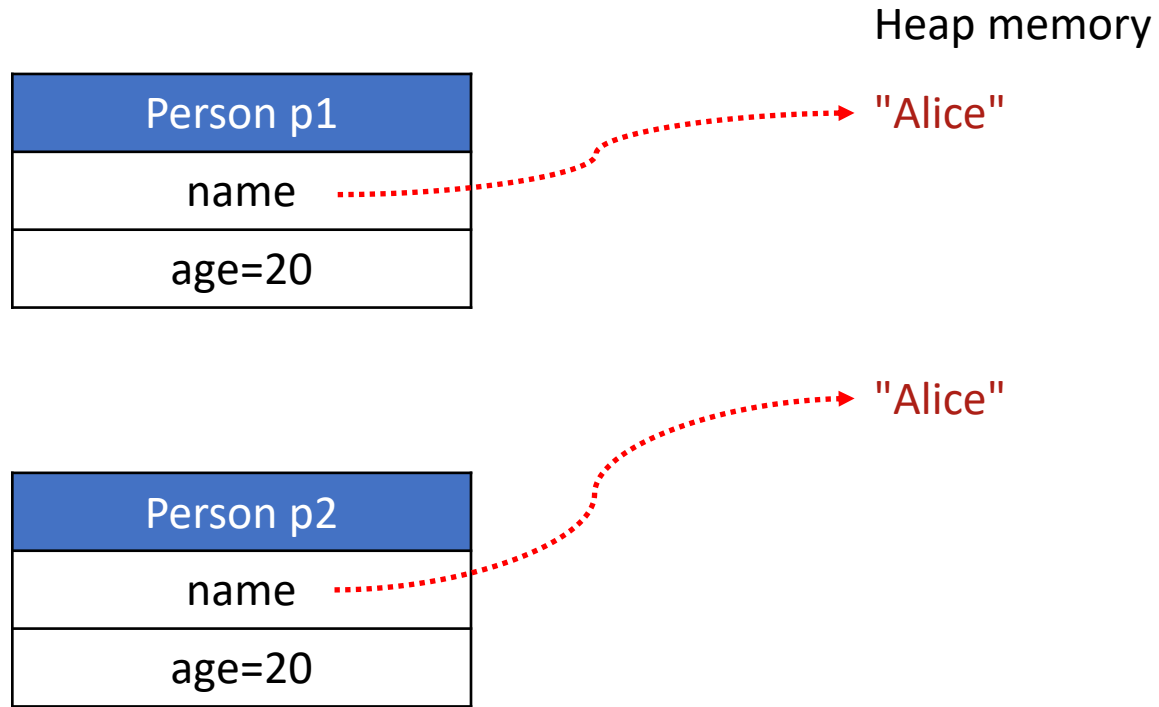 Heap memory
Person p1
"Alice"
name
age=20
"Alice"
Person p2
name
age=20